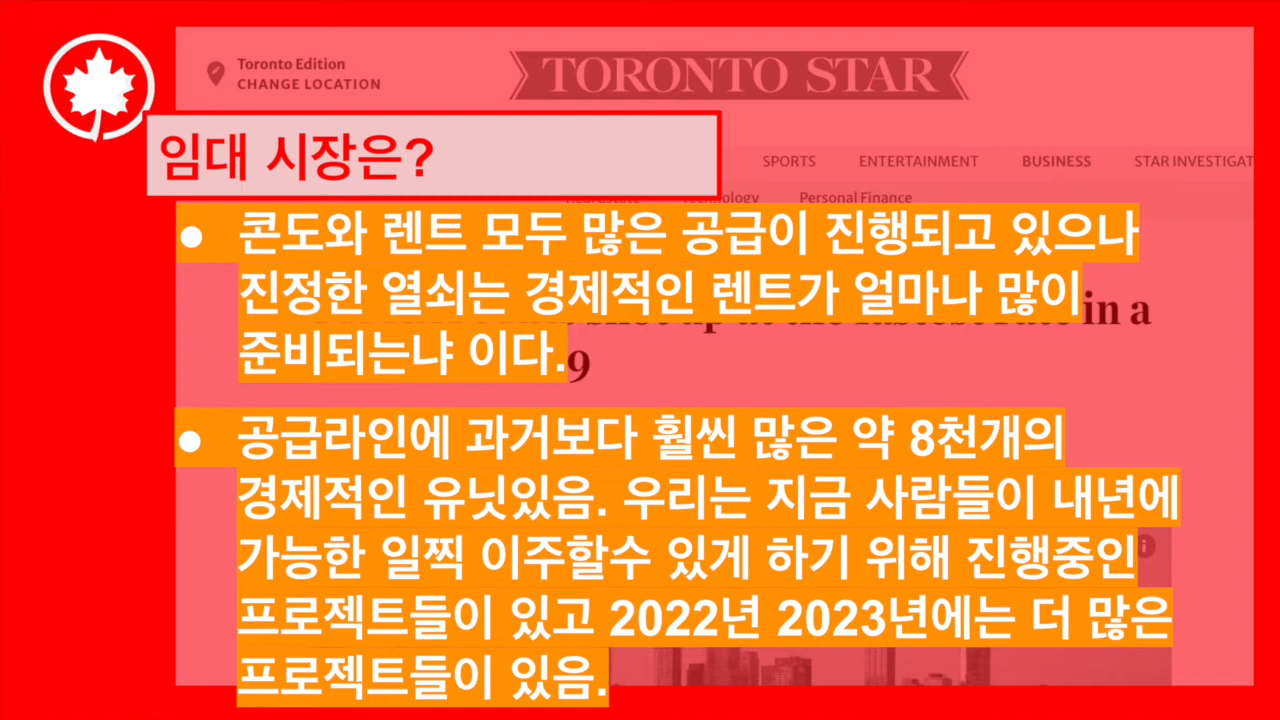 Toronto Edition
CHANGE LOCATION
TORONTO STAR
임대 시장은?
SPORTS ENTERTAINMENT BUSINESS STAR INVESTIGAT
Personal Finance
● 콘도와 렌트 모두 많은 공급이 진행되고 있으나
진정한 열쇠는 경제적인 렌트가 얼마나 많이
in a
준비되는냐 이다.
9
● 공급라인에 과거보다 훨씬 많은 약 8천개의
경제적인 유닛있음. 우리는 지금 사람들이 내년에
가능한 일찍 이주할수 있게 하기 위해 진행중인
프로젝트들이 있고 2022년 2023년에는 더 많은
프로젝트들이 있음.